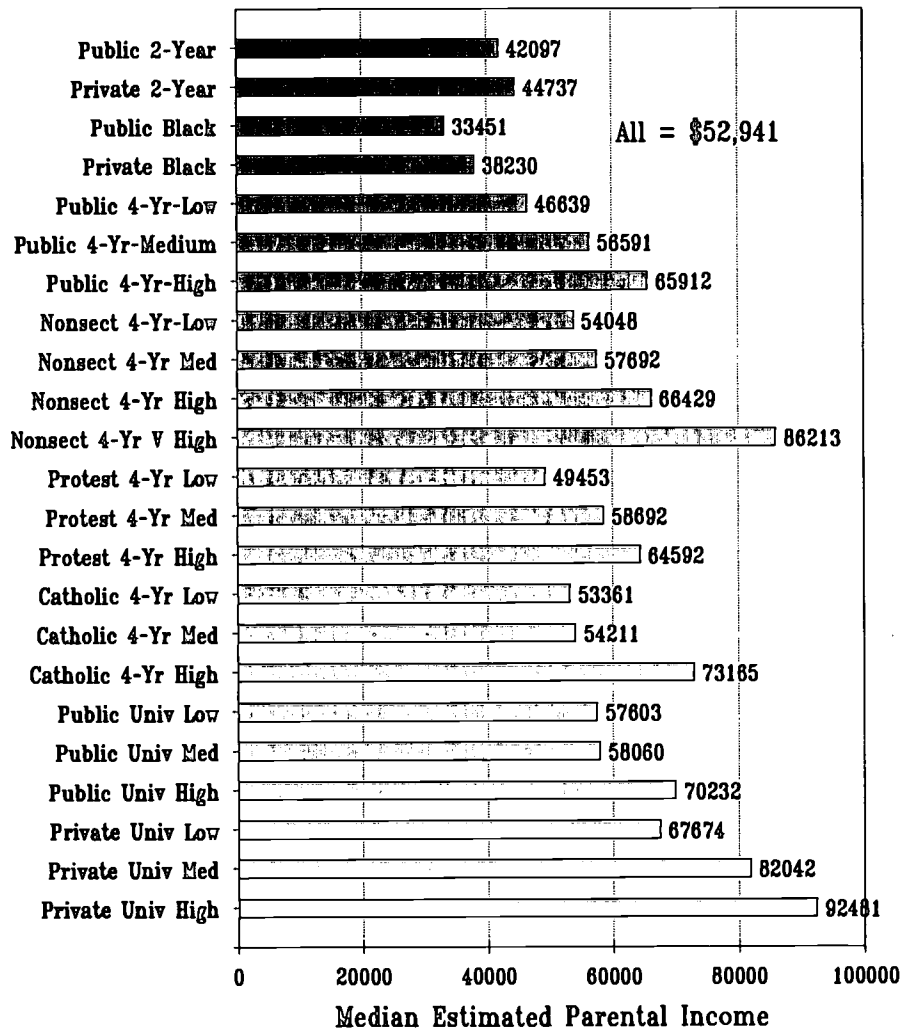 Public 2-Year 42097
Private 2-Year 44737
Public Black 33451
Private Black 38230
All = $52,941
Public 4-Yr-Low 46639
Public 4-Yr-Medium 56591
Public 4-Yr-High 65912
Nonsect 4-Yr-Low 54048
Nonsect 4-Yr Med 57692
Nonsect 4-Yr High 66429
Nonsect 4-Yr V High 86213
Protest 4-Yr Low 49453
Protest 4-Yr Med 58692
Protest 4-Yr High 64592
Catholic 4-Yr Low 53361
Catholic 4-Yr Med 54211
Catholic 4-Yr High 73165
Public Univ Low 57603
Public Univ Med 58060
Public Univ High 70232
Private Univ Low 67674
Private Univ Med 82042
Private Univ High 92481
0 20000 40000 60000 80000 100000
Median Estimated Parental Income